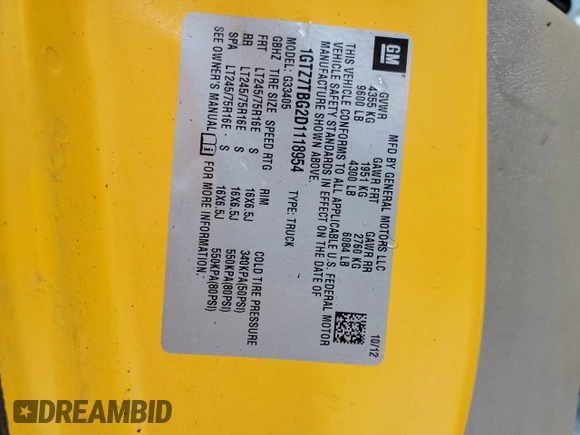 GM
MFD BY GENERAL MOTORS LLC
10/12
GVWR GAWR FRT GAWR RR
4355 KG 1951 KG 2760 KG
9600 LB 4300 LB 6084 LB
THIS VEHICLE CONFORMS TO ALL APPLICABLE U.S. FEDERAL MOTOR
VEHICLE SAFETY STANDARDS IN EFFECT ON THE DATE OF
MANUFACTURE SHOWN ABOVE.
1GTZ7TBG2D1118954 TYPE: TRUCK
MODEL: G33405
GBHZ TIRE SIZE SPEED RTG RIM COLD TIRE PRESSURE
FRT LT245/75R16E S 16X6.5J 340KPA(50PSI)
RR LT245/75R16E S 16X6.5J 550KPA(80PSI)
SPA LT245/75R16E S 16X6.5J 550KPA(80PSI)
SEE OWNER'S MANUAL FOR MORE INFORMATION.
DREAMBID